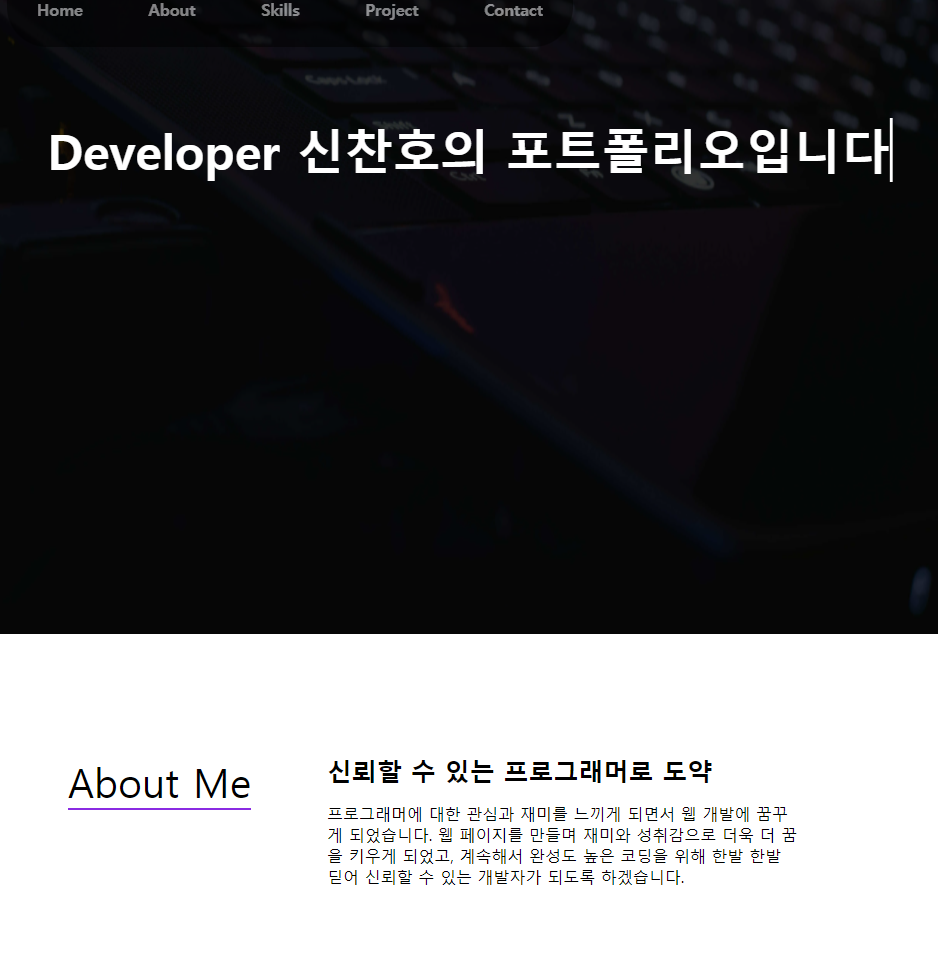 Home About Skills Project Contact
Developer 신찬호의 포트폴리오입니다
About Me
신뢰할 수 있는 프로그래머로 도약
프로그래머에 대한 관심과 재미를 느끼게 되면서 웹 개발에 꿈꾸
게 되었습니다. 웹 페이지를 만들며 재미와 성취감으로 더욱 더 꿈
을 키우게 되었고, 계속해서 완성도 높은 코딩을 위해 한발 한발
딛어 신뢰할 수 있는 개발자가 되도록 하겠습니다.